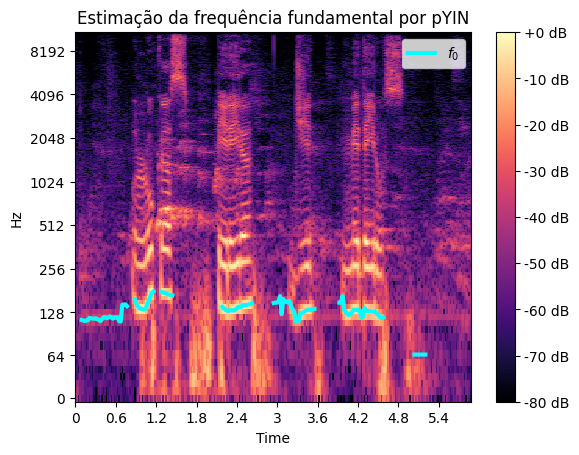 Estimação da frequência fundamental por pYIN
f0
8192
4096
2048
1024
512
256
128
64
0
Hz
0 0.6 1.2 1.8 2.4 3 3.6 4.2 4.8 5.4
Time
+0 dB
-10 dB
-20 dB
-30 dB
-40 dB
-50 dB
-60 dB
-70 dB
-80 dB